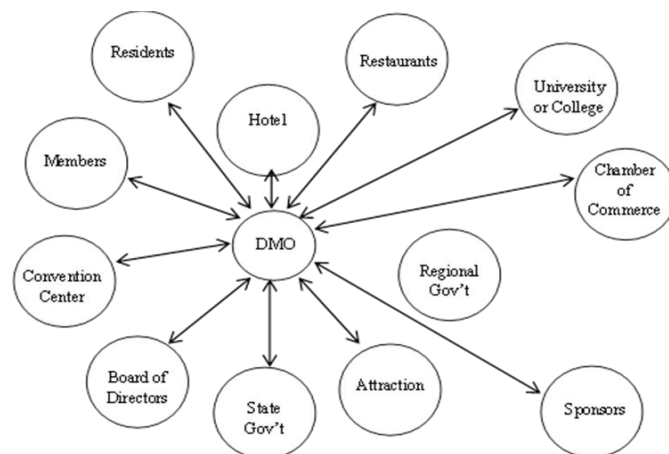 Residents
Restaurants
University
or College
Hotel
Members
Chamber
of
Commerce
DMO
Convention
Center
Regional
Gov't
Board of
Directors
State
Gov't
Attraction
Sponsors